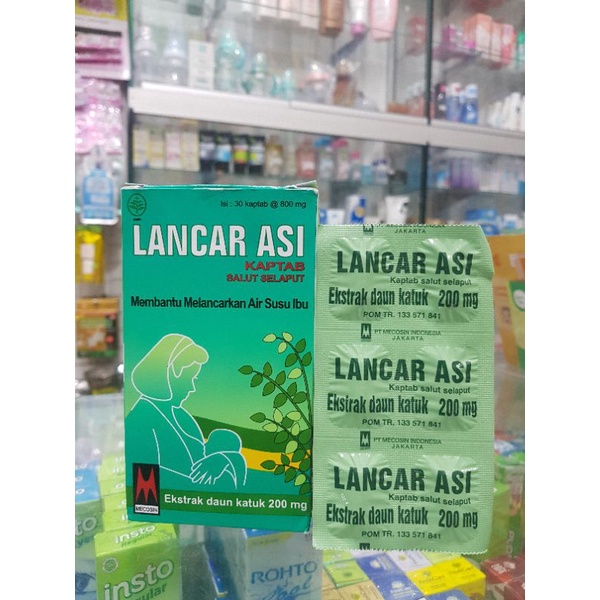 Isi : 30 kaptab @ 800 mg
LANCAR ASI
KAPTAB
SALUT SELAPUT
Membantu Melancarkan Air Susu Ibu
Ekstrak daun katuk 200 mg
MECOSIN
JAKARTA
LANCAR ASI
Kaptab salut selaput
Ekstrak daun katuk 200 mg
POM TR. 133 571 841
PT MECOSIN INDONESIA
JAKARTA
LANCAR ASI
Kaptab salut selaput
Ekstrak daun katuk 200 mg
POM TR. 133 571 841
PT MECOSIN INDONESIA
JAKARTA
LANCAR ASI
Kaptab salut selaput
Ekstrak daun katuk 200 mg
POM TR. 133 571 841
insto
regular
insto
ROHTO
insto